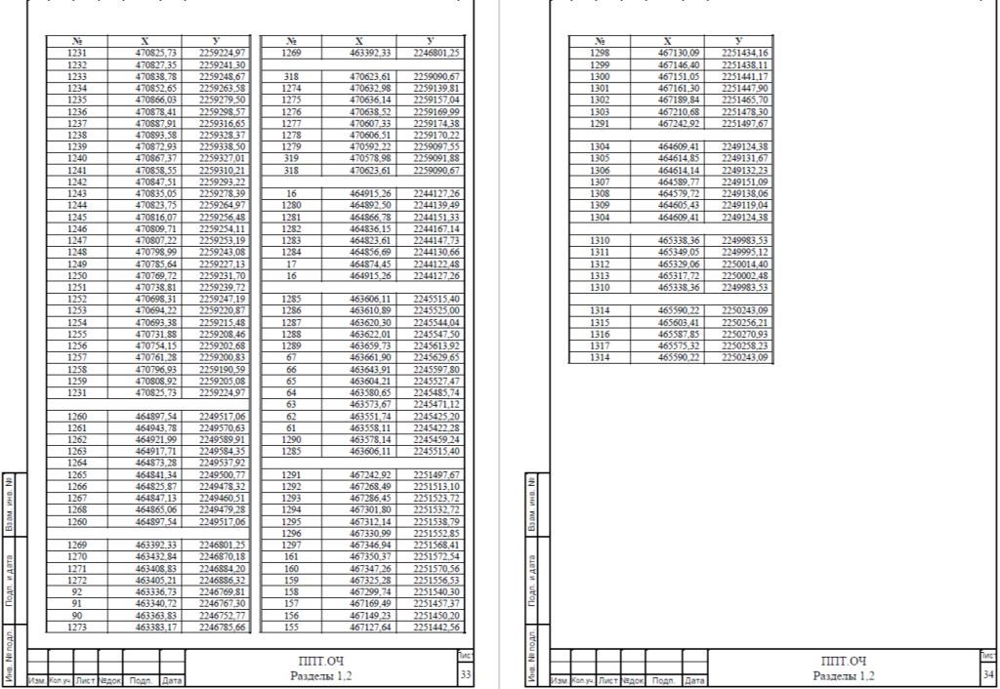 № X У
1231 470825,73 2259224,97
1232 470827,35 2259241,30
1233 470838,78 2259248,67
1234 470852,65 2259263,58
1235 470866,03 2259279,50
1236 470878,41 2259298,57
1237 470887,91 2259316,65
1238 470893,58 2259328,37
1239 470872,93 2259338,50
1240 470867,37 2259327,01
1241 470858,55 2259310,21
1242 470847,51 2259293,22
1243 470835,05 2259278,39
1244 470823,75 2259264,97
1245 470816,07 2259256,48
1246 470809,71 2259254,11
1247 470807,22 2259253,19
1248 470798,99 2259243,08
1249 470785,64 2259227,13
1250 470769,72 2259231,70
1251 470738,81 2259239,72
1252 470698,31 2259247,19
1253 470694,22 2259220,87
1254 470693,38 2259215,48
1255 470731,88 2259208,46
1256 470754,15 2259202,68
1257 470761,28 2259200,83
1258 470796,93 2259190,59
1259 470808,92 2259205,08
1231 470825,73 2259224,97
1260 464897,54 2249517,06
1261 464943,78 2249570,63
1262 464921,99 2249589,91
1263 464917,71 2249584,35
1264 464873,28 2249537,92
1265 464841,34 2249500,77
1266 464825,87 2249478,32
1267 464847,13 2249460,51
1268 464865,06 2249479,28
1260 464897,54 2249517,06
1269 463392,33 2246801,25
1270 463432,84 2246870,18
1271 463408,83 2246884,20
1272 463405,21 2246886,32
92 463336,73 2246769,81
91 463340,72 2246767,30
90 463363,83 2246752,77
1273 463383,17 2246785,66
№ X У
1269 463392,33 2246801,25
318 470623,61 2259090,67
1274 470632,98 2259139,81
1275 470636,14 2259157,04
1276 470638,52 2259169,99
1277 470607,33 2259174,38
1278 470606,51 2259170,22
1279 470592,22 2259097,55
319 470578,98 2259091,88
318 470623,61 2259090,67
16 464915,26 2244127,26
1280 464892,50 2244139,49
1281 464866,78 2244151,33
1282 464836,15 2244167,14
1283 464823,61 2244147,73
1284 464856,69 2244130,66
17 464874,45 2244122,48
16 464915,26 2244127,26
1285 463606,11 2245515,40
1286 463610,89 2245525,00
1287 463620,30 2245544,04
1288 463622,01 2245547,50
1289 463659,73 2245613,92
67 463661,90 2245629,65
66 463643,91 2245597,80
65 463604,21 2245527,47
64 463580,65 2245485,74
63 463573,67 2245471,12
62 463551,74 2245425,20
61 463558,11 2245422,28
1290 463578,14 2245459,24
1285 463606,11 2245515,40
1291 467242,92 2251497,67
1292 467268,49 2251513,10
1293 467286,45 2251523,72
1294 467301,80 2251532,72
1295 467312,14 2251538,79
1296 467330,99 2251552,85
1297 467346,94 2251568,41
161 467350,37 2251572,54
160 467347,26 2251570,56
159 467325,28 2251556,53
158 467299,74 2251540,30
157 467169,49 2251457,37
156 467149,23 2251450,20
155 467127,64 2251442,56
Взам. инв. №
Подп. и дата
Инв. № подл.
Изм. Кол.уч. Лист №док. Подп. Дата
ППТ.ОЧ
Разделы 1,2
Лист
33
№ X У
1298 467130,09 2251434,16
1299 467146,40 2251438,11
1300 467151,05 2251441,17
1301 467161,30 2251447,90
1302 467189,84 2251465,70
1303 467210,68 2251478,30
1291 467242,92 2251497,67
1304 464609,41 2249124,38
1305 464614,85 2249131,67
1306 464614,14 2249132,23
1307 464589,77 2249151,09
1308 464579,72 2249138,06
1309 464605,43 2249119,04
1304 464609,41 2249124,38
1310 465338,36 2249983,53
1311 465349,05 2249995,12
1312 465329,06 2250014,40
1313 465317,72 2250002,48
1310 465338,36 2249983,53
1314 465590,22 2250243,09
1315 465603,41 2250256,21
1316 465587,85 2250270,93
1317 465575,32 2250258,23
1314 465590,22 2250243,09
Взам. инв. №
Подп. и дата
Инв. № подл.
Изм. Кол.уч. Лист №док. Подп. Дата
ППТ.ОЧ
Разделы 1,2
Лист
34